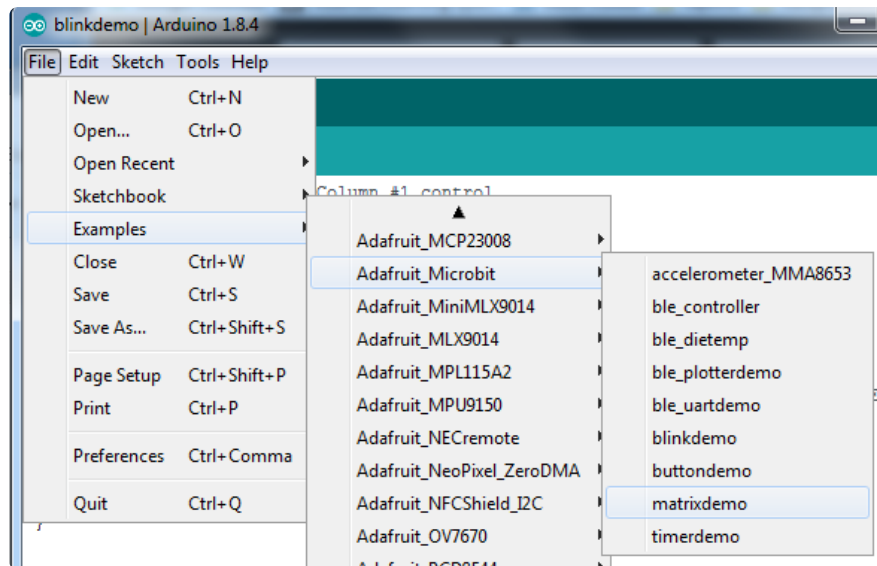 blinkdemo | Arduino 1.8.4
File Edit Sketch Tools Help
New Ctrl+N
Open... Ctrl+O
Open Recent
Sketchbook
Examples
Close Ctrl+W
Save Ctrl+S
Save As... Ctrl+Shift+S
Page Setup Ctrl+Shift+P
Print Ctrl+P
Preferences Ctrl+Comma
Quit Ctrl+Q
Column #1 control
Adafruit_MCP23008
Adafruit_Microbit
Adafruit_MiniMLX9014
Adafruit_MLX9014
Adafruit_MPL115A2
Adafruit_MPU9150
Adafruit_NECremote
Adafruit_NeoPixel_ZeroDMA
Adafruit_NFCShield_I2C
Adafruit_OV7670
accelerometer_MMA8653
ble_controller
ble_dietemp
ble_plotterdemo
ble_uartdemo
blinkdemo
buttondemo
matrixdemo
timerdemo